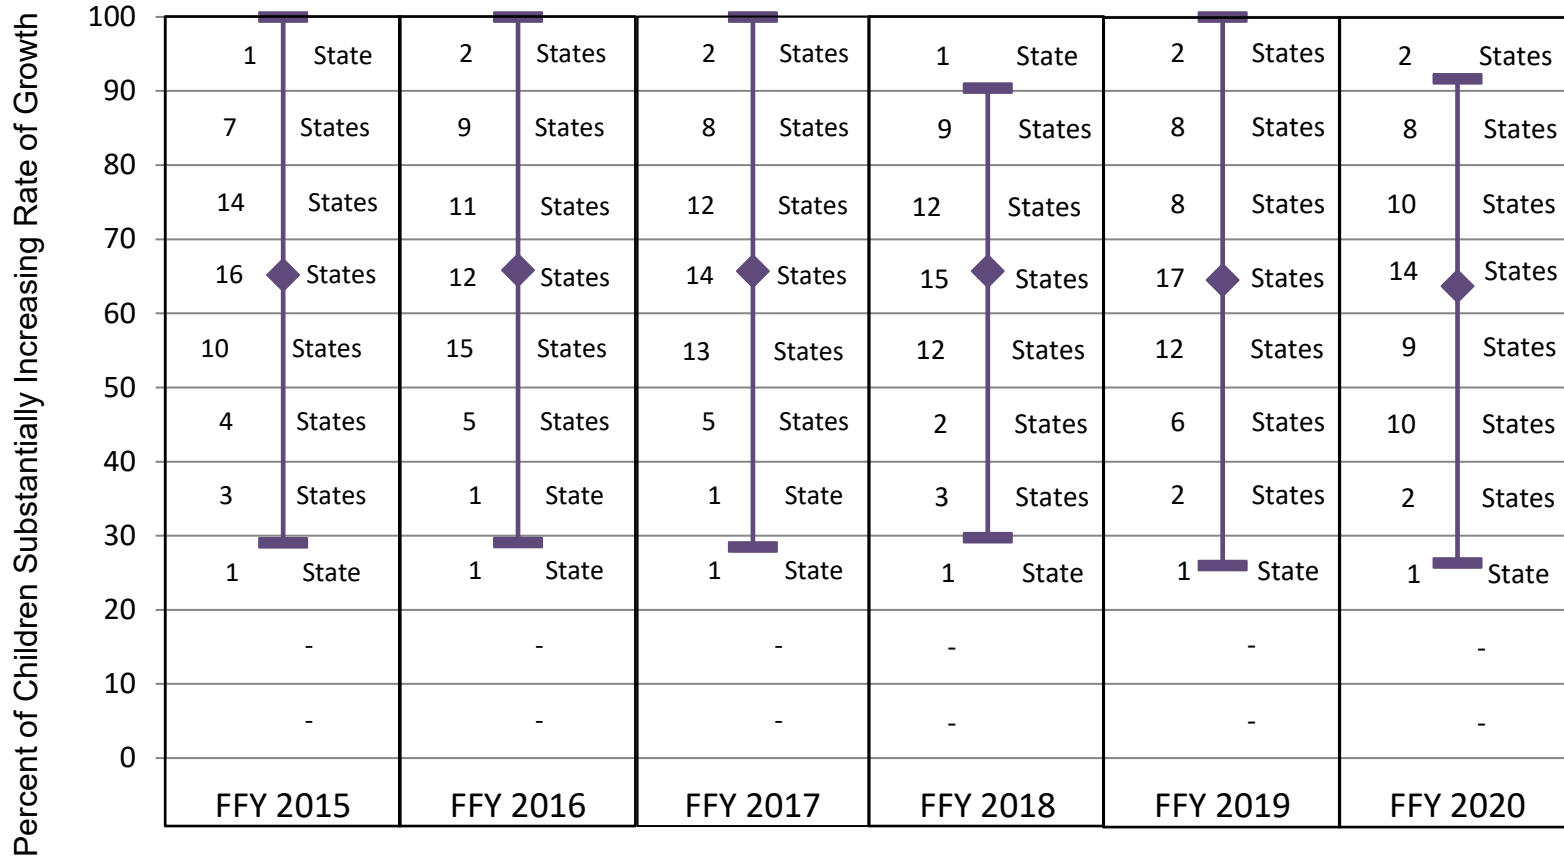 Percent of Children Substantially Increasing Rate of Growth
100
1 State 2 States 2 States 1 State 2 States 2 States
90
7 States 9 States 8 States 9 States 8 States 8 States
80
14 States 11 States 12 States 12 States 8 States 10 States
70
16 States 12 States 14 States 15 States 17 States 14 States
60
10 States 15 States 13 States 12 States 12 States 9 States
50
4 States 5 States 5 States 2 States 6 States 10 States
40
3 States 1 State 1 State 3 States 2 States 2 States
30
1 State 1 State 1 State 1 State 1 State 1 State
20
- - - - - -
10
- - - - - -
0
FFY 2015 FFY 2016 FFY 2017 FFY 2018 FFY 2019 FFY 2020